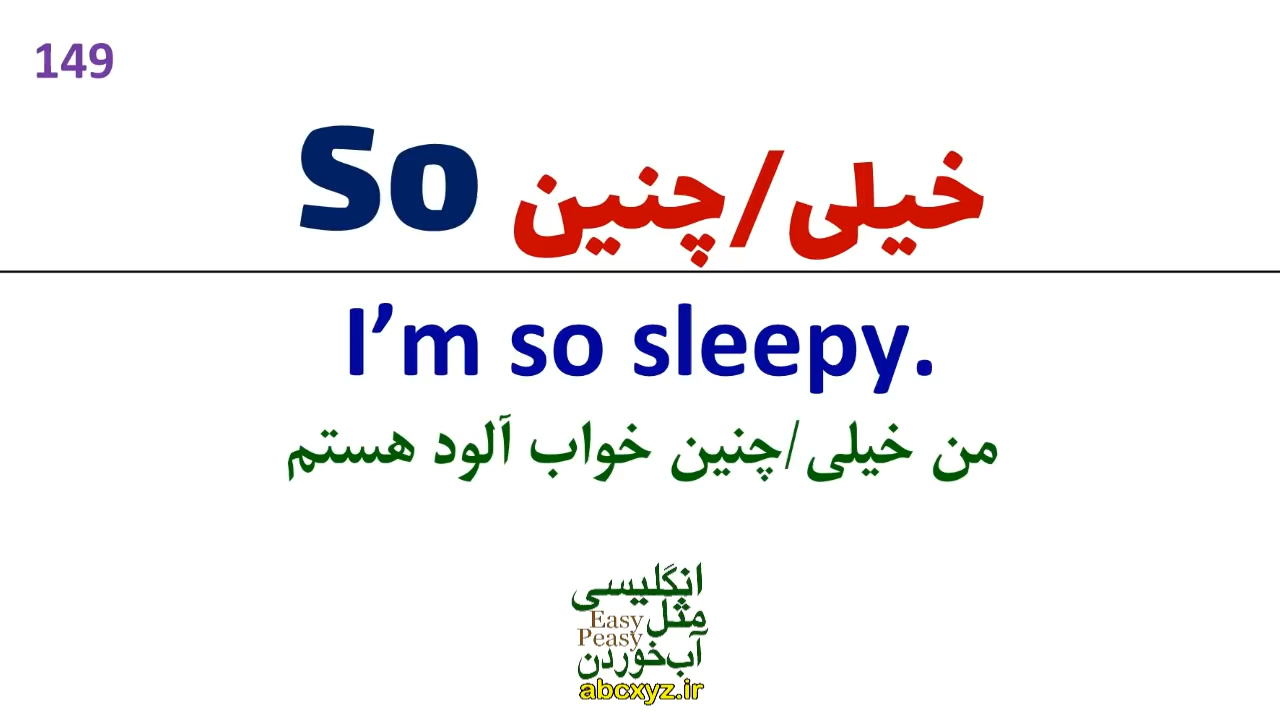 149
So خیلی/چنین
I’m so sleepy.
من خیلی/چنین خواب آلود هستم
انگلیسی
مثل Easy
Peasy
آب‌خوردن
abcxyz.ir